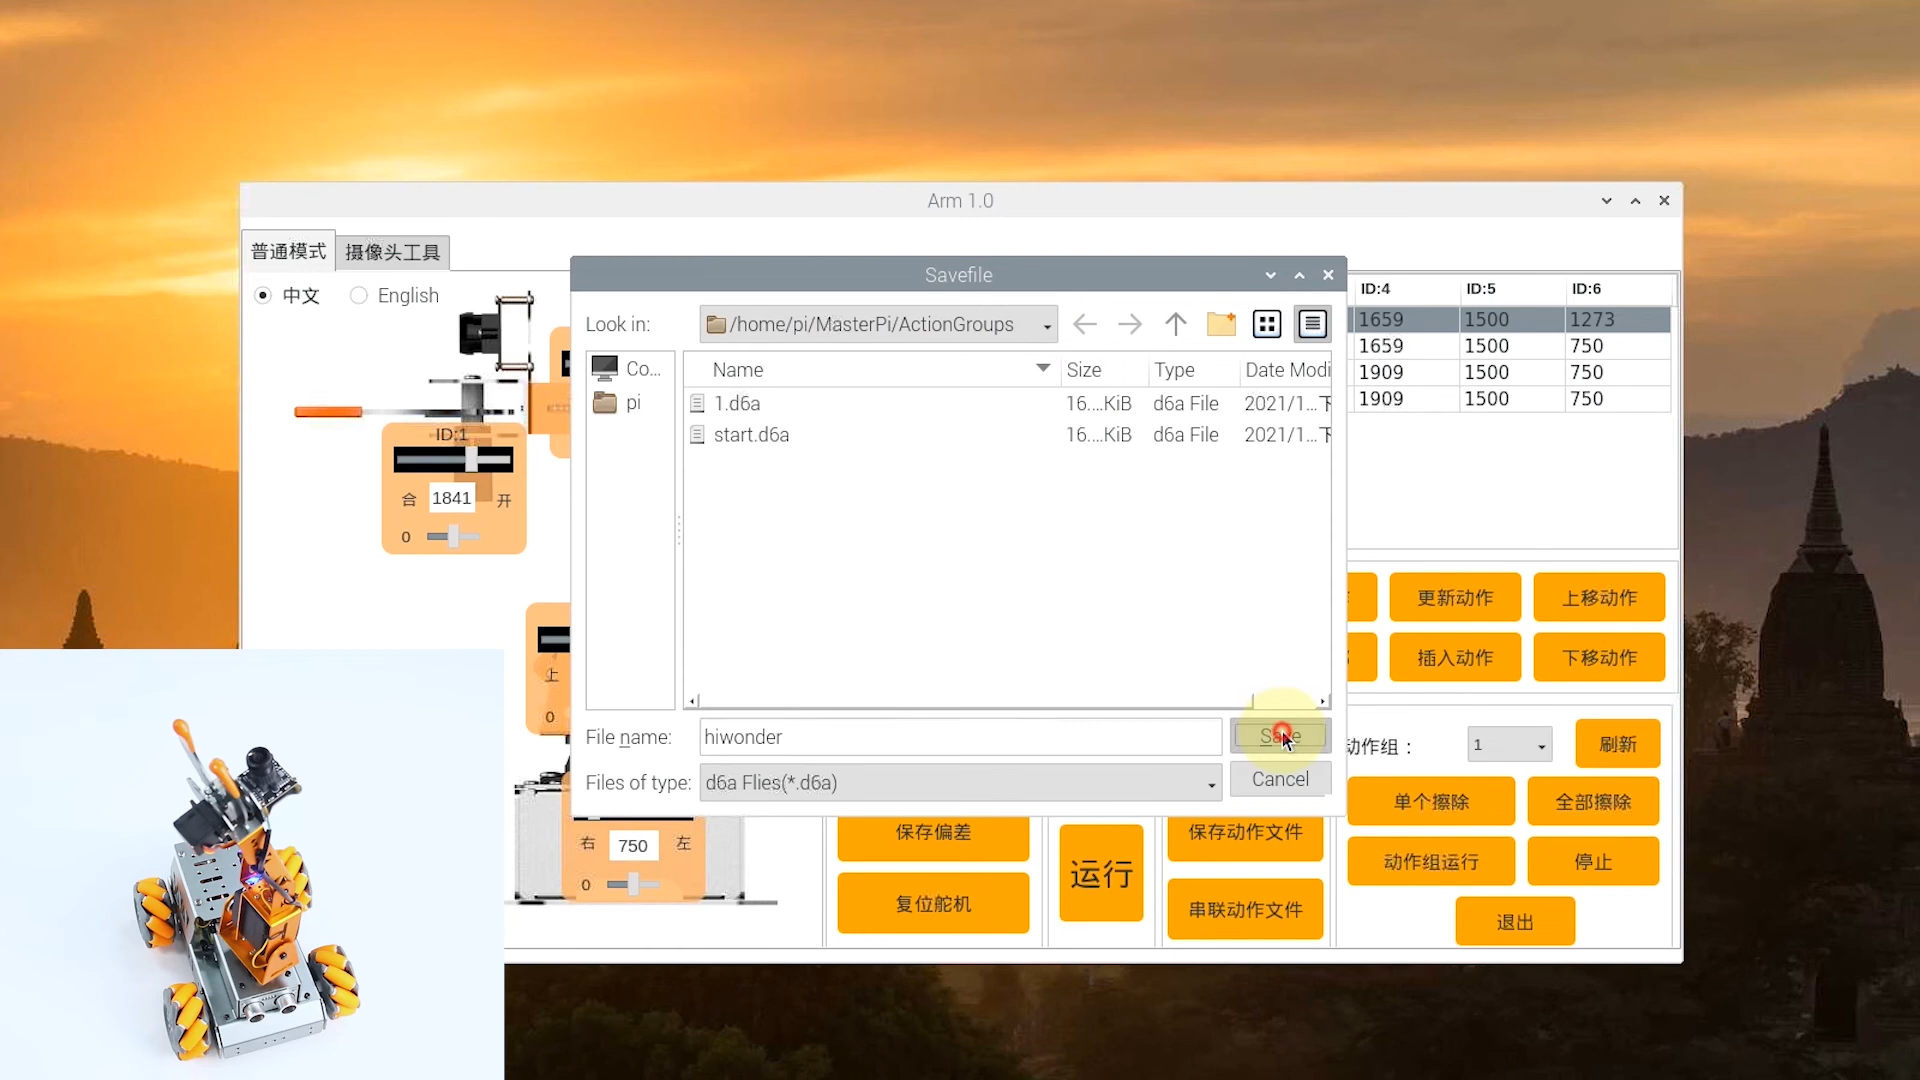 Arm 1.0
普通模式
摄像头工具
中文
English
ID:1
合 1841 开
0
上
0
右 750 左
0
Savefile
Look in:
/home/pi/MasterPi/ActionGroups
Co...
pi
Name Size Type Date Modi
1.d6a 16....KiB d6a File 2021/1...下
start.d6a 16....KiB d6a File 2021/1...下
File name: hiwonder
Save
Files of type: d6a Flies(*.d6a)
Cancel
ID:4 ID:5 ID:6
1659 1500 1273
1659 1500 750
1909 1500 750
1909 1500 750
更新动作
上移动作
插入动作
下移动作
动作组：
1
刷新
单个擦除
全部擦除
动作组运行
停止
退出
保存偏差
复位舵机
运行
保存动作文件
串联动作文件